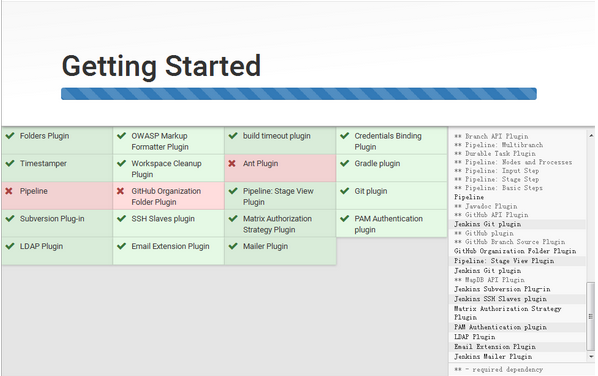 Getting Started
Folders Plugin
OWASP Markup
Formatter Plugin
build timeout plugin
Credentials Binding
Plugin
Timestamper
Workspace Cleanup
Plugin
Ant Plugin
Gradle plugin
Pipeline
GitHub Organization
Folder Plugin
Pipeline: Stage View
Plugin
Git plugin
Subversion Plug-in
SSH Slaves plugin
Matrix Authorization
Strategy Plugin
PAM Authentication
plugin
LDAP Plugin
Email Extension Plugin
Mailer Plugin
** Branch API Plugin
** Pipeline: Multibranch
** Durable Task Plugin
** Pipeline: Nodes and Processes
** Pipeline: Input Step
** Pipeline: Stage Step
** Pipeline: Basic Steps
Pipeline
** Javadoc Plugin
** GitHub API Plugin
Jenkins Git plugin
** GitHub plugin
** GitHub Branch Source Plugin
GitHub Organization Folder Plugin
Pipeline: Stage View Plugin
Jenkins Git plugin
** MapDB API Plugin
Jenkins Subversion Plug-in
Jenkins SSH Slaves plugin
Matrix Authorization Strategy
Plugin
PAM Authentication plugin
LDAP Plugin
Email Extension Plugin
Jenkins Mailer Plugin
** - required dependency